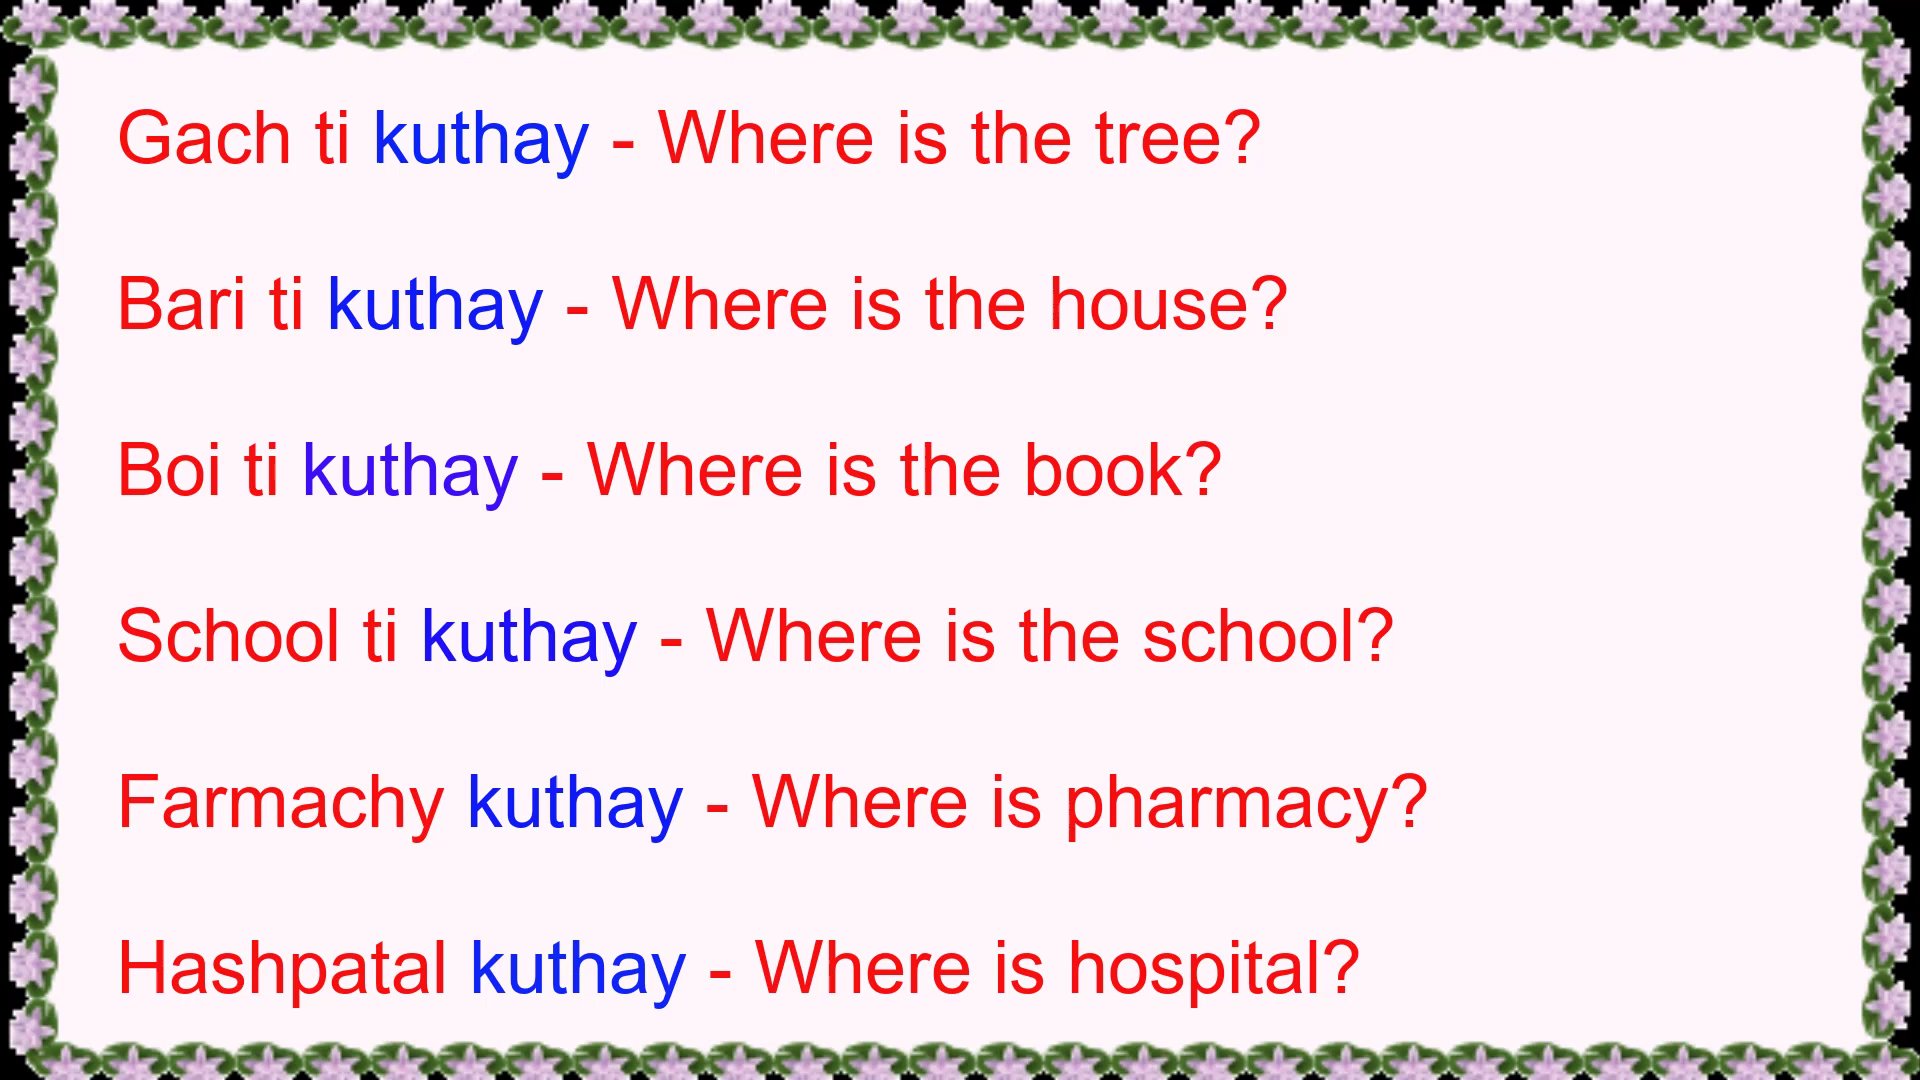 Gach ti kuthay - Where is the tree?
Bari ti kuthay - Where is the house?
Boi ti kuthay - Where is the book?
School ti kuthay - Where is the school?
Farmachy kuthay - Where is pharmacy?
Hashpatal kuthay - Where is hospital?